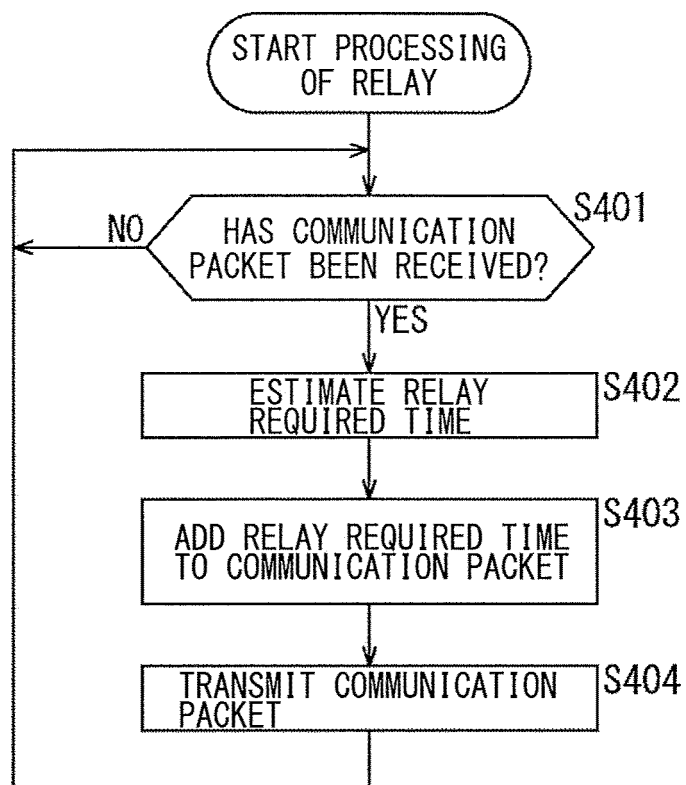 START PROCESSING
OF RELAY
S401
NO
HAS COMMUNICATION
PACKET BEEN RECEIVED?
YES
S402
ESTIMATE RELAY
REQUIRED TIME
S403
ADD RELAY REQUIRED TIME
TO COMMUNICATION PACKET
S404
TRANSMIT COMMUNICATION
PACKET